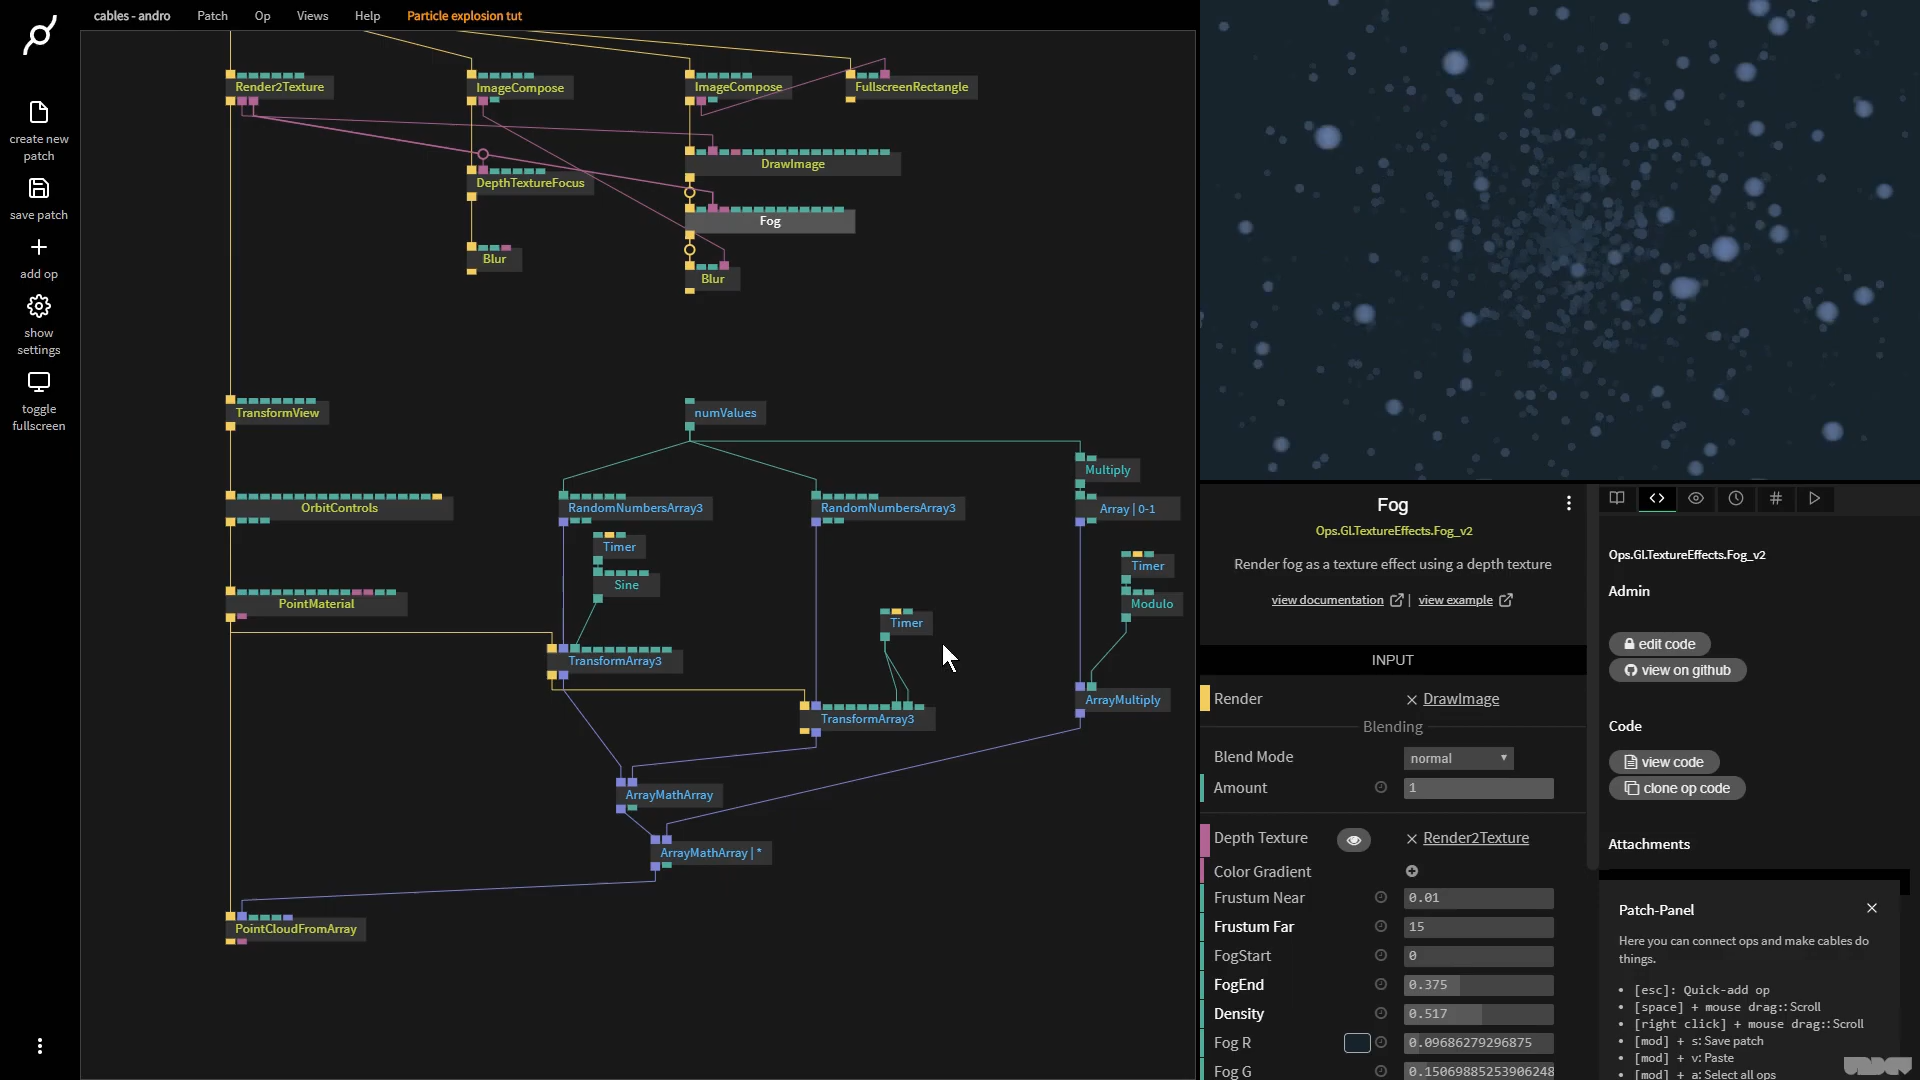 cables - andro
Patch
Op
Views
Help
Particle explosion tut
create new
patch
save patch
add op
show
settings
toggle
fullscreen
Render2Texture
ImageCompose
ImageCompose
FullscreenRectangle
DrawImage
DepthTextureFocus
Fog
Blur
Blur
TransformView
numValues
Multiply
OrbitControls
RandomNumbersArray3
RandomNumbersArray3
Array | 0-1
Timer
Timer
Sine
PointMaterial
Modulo
Timer
TransformArray3
ArrayMultiply
TransformArray3
ArrayMathArray
ArrayMathArray | *
PointCloudFromArray
Fog
Ops.Gl.TextureEffects.Fog_v2
Render fog as a texture effect using a depth texture
view documentation | view example
INPUT
Render × DrawImage
Blending
Blend Mode normal
Amount 1
Depth Texture × Render2Texture
Color Gradient
Frustum Near 0.01
Frustum Far 15
FogStart 0
FogEnd 0.375
Density 0.517
Fog R 0.09686279296875
Fog G 0.15069885253906248
Ops.Gl.TextureEffects.Fog_v2
Admin
edit code
view on github
Code
view code
clone op code
Attachments
Patch-Panel
Here you can connect ops and make cables do
things.
• [esc]: Quick-add op
• [space] + mouse drag::Scroll
• [right click] + mouse drag::Scroll
• [mod] + s: Save patch
• [mod] + v: Paste
• [mod] + a: Select all ops